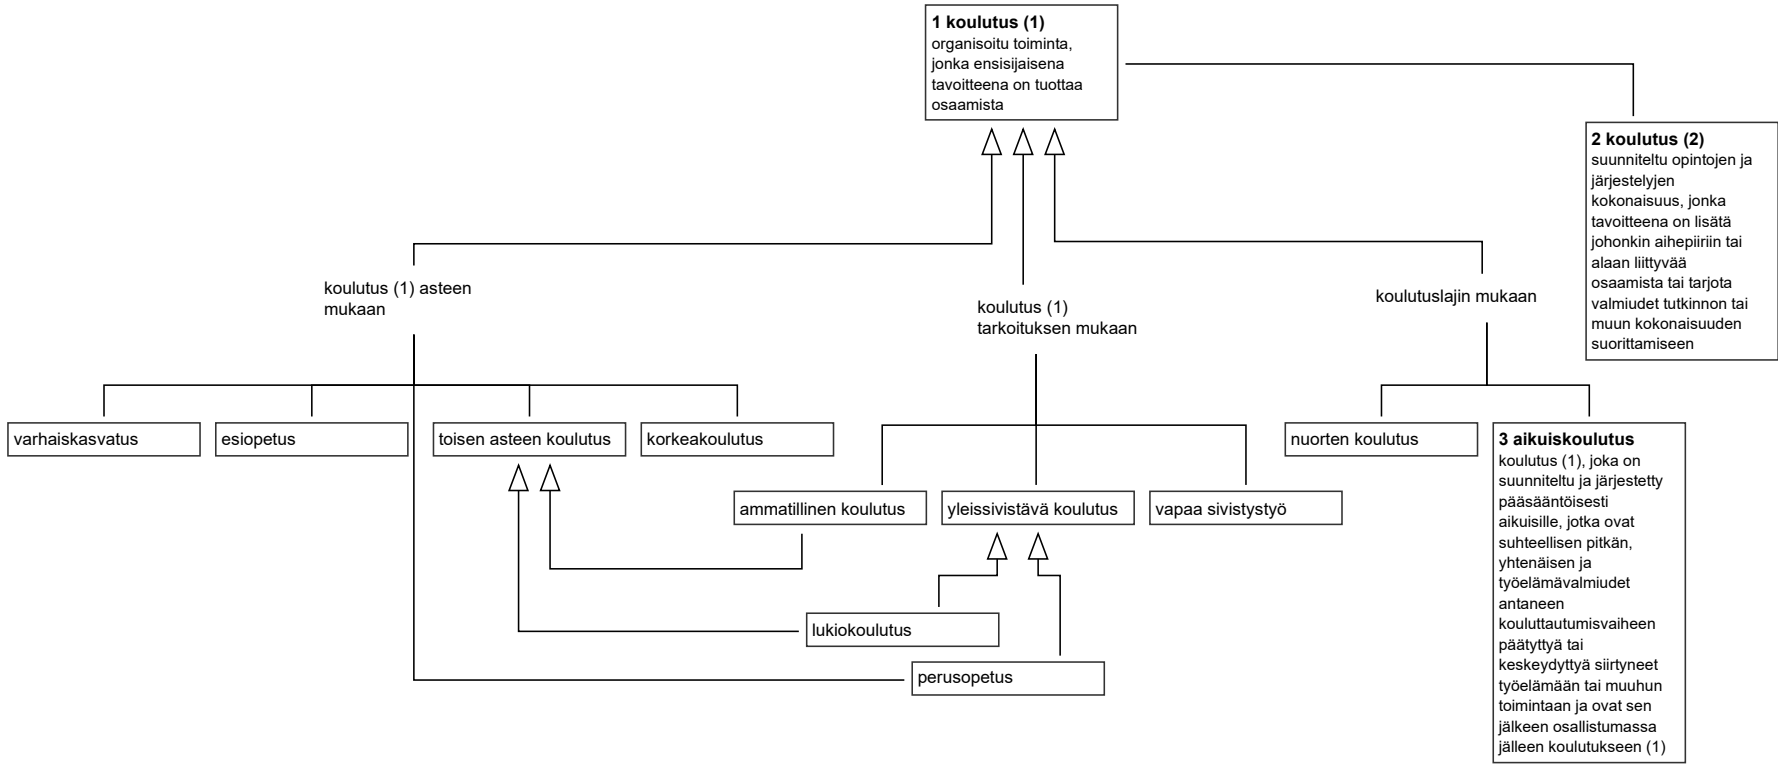 1 koulutus (1)
organisoitu toiminta,
jonka ensisijaisena
tavoitteena on tuottaa
osaamista
2 koulutus (2)
suunniteltu opintojen ja
järjestelyjen
kokonaisuus, jonka
tavoitteena on lisätä
johonkin aihepiiriin tai
alaan liittyvää
osaamista tai tarjota
valmiudet tutkinnon tai
muun kokonaisuuden
suorittamiseen
koulutus (1) asteen
mukaan
koulutus (1)
tarkoituksen mukaan
koulutuslajin mukaan
varhaiskasvatus
esiopetus
toisen asteen koulutus
korkeakoulutus
nuorten koulutus
3 aikuiskoulutus
koulutus (1), joka on
suunniteltu ja järjestetty
pääsääntöisesti
aikuisille, jotka ovat
suhteellisen pitkän,
yhtenäisen ja
työelämävalmiudet
antaneen
kouluttautumisvaiheen
päätyttyä tai
keskeydyttyä siirtyneet
työelämään tai muuhun
toimintaan ja ovat sen
jälkeen osallistumassa
jälleen koulutukseen (1)
ammatillinen koulutus
yleissivistävä koulutus
vapaa sivistystyö
lukiokoulutus
perusopetus